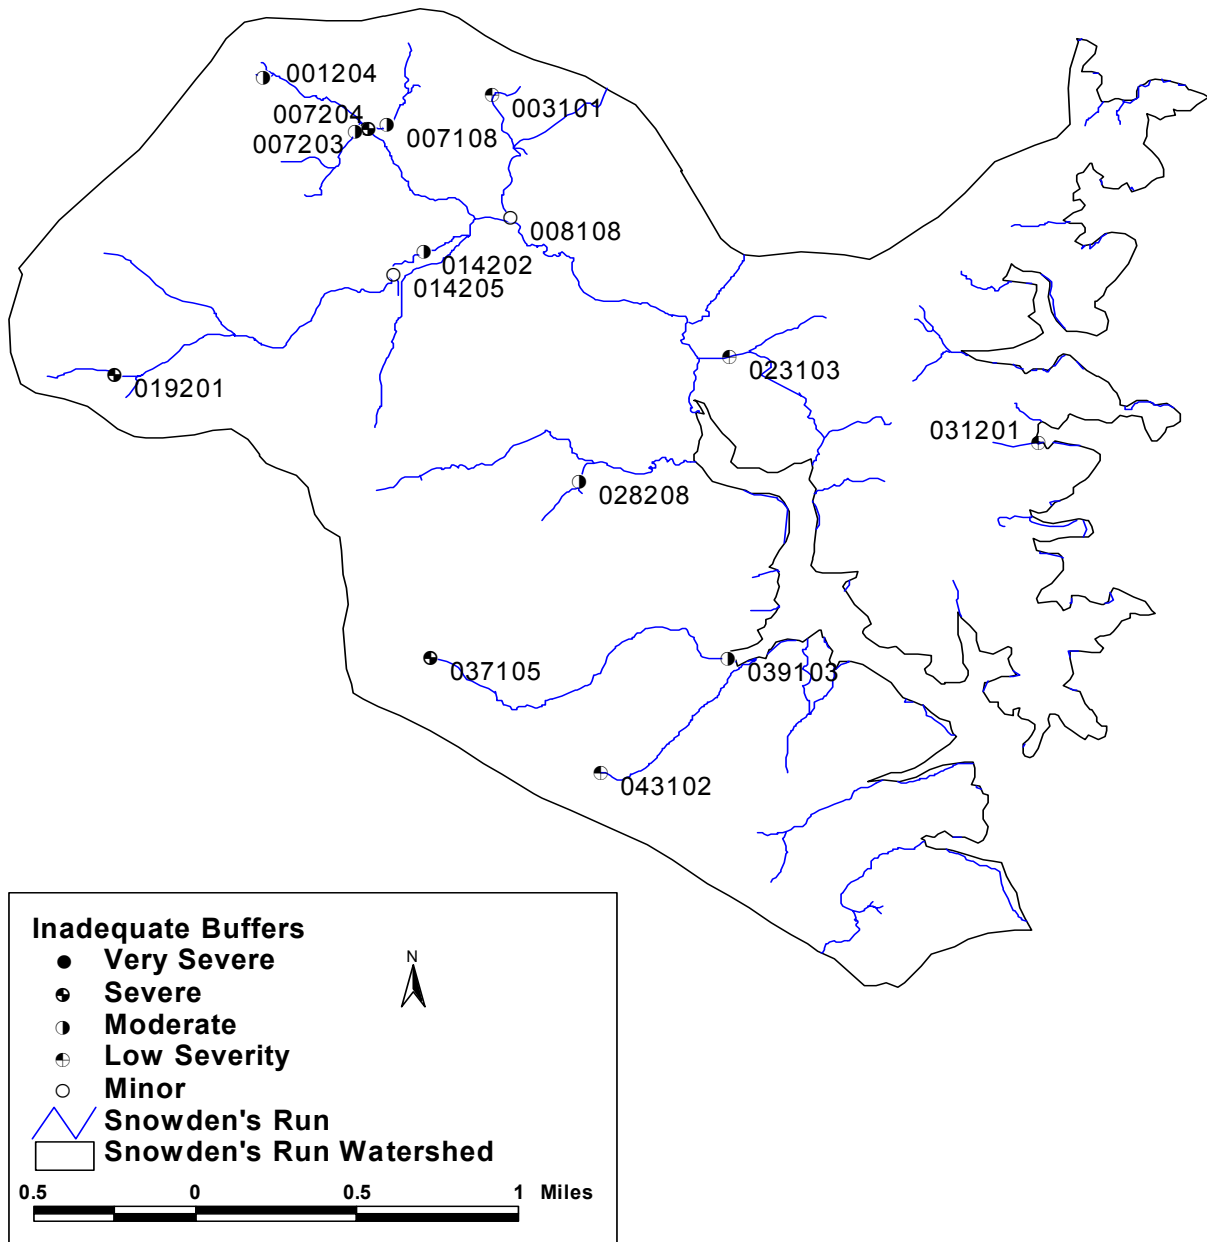 001204
003101
007204
007108
007203
008108
014202
014205
023103
019201
031201
028208
037105
039103
043102
Inadequate Buffers
Very Severe
N
Severe
Moderate
Low Severity
Minor
Snowden's Run
Snowden's Run Watershed
0.5 0 0.5 1 Miles